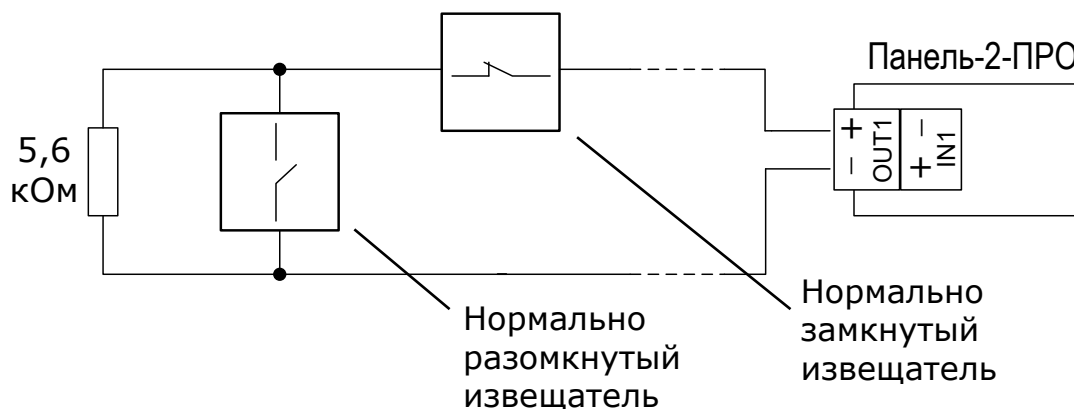 Панель-2-ПРО
5,6
кОм
+
−
OUT1
−
+
IN1
Нормально
разомкнутый
извещатель
Нормально
замкнутый
извещатель